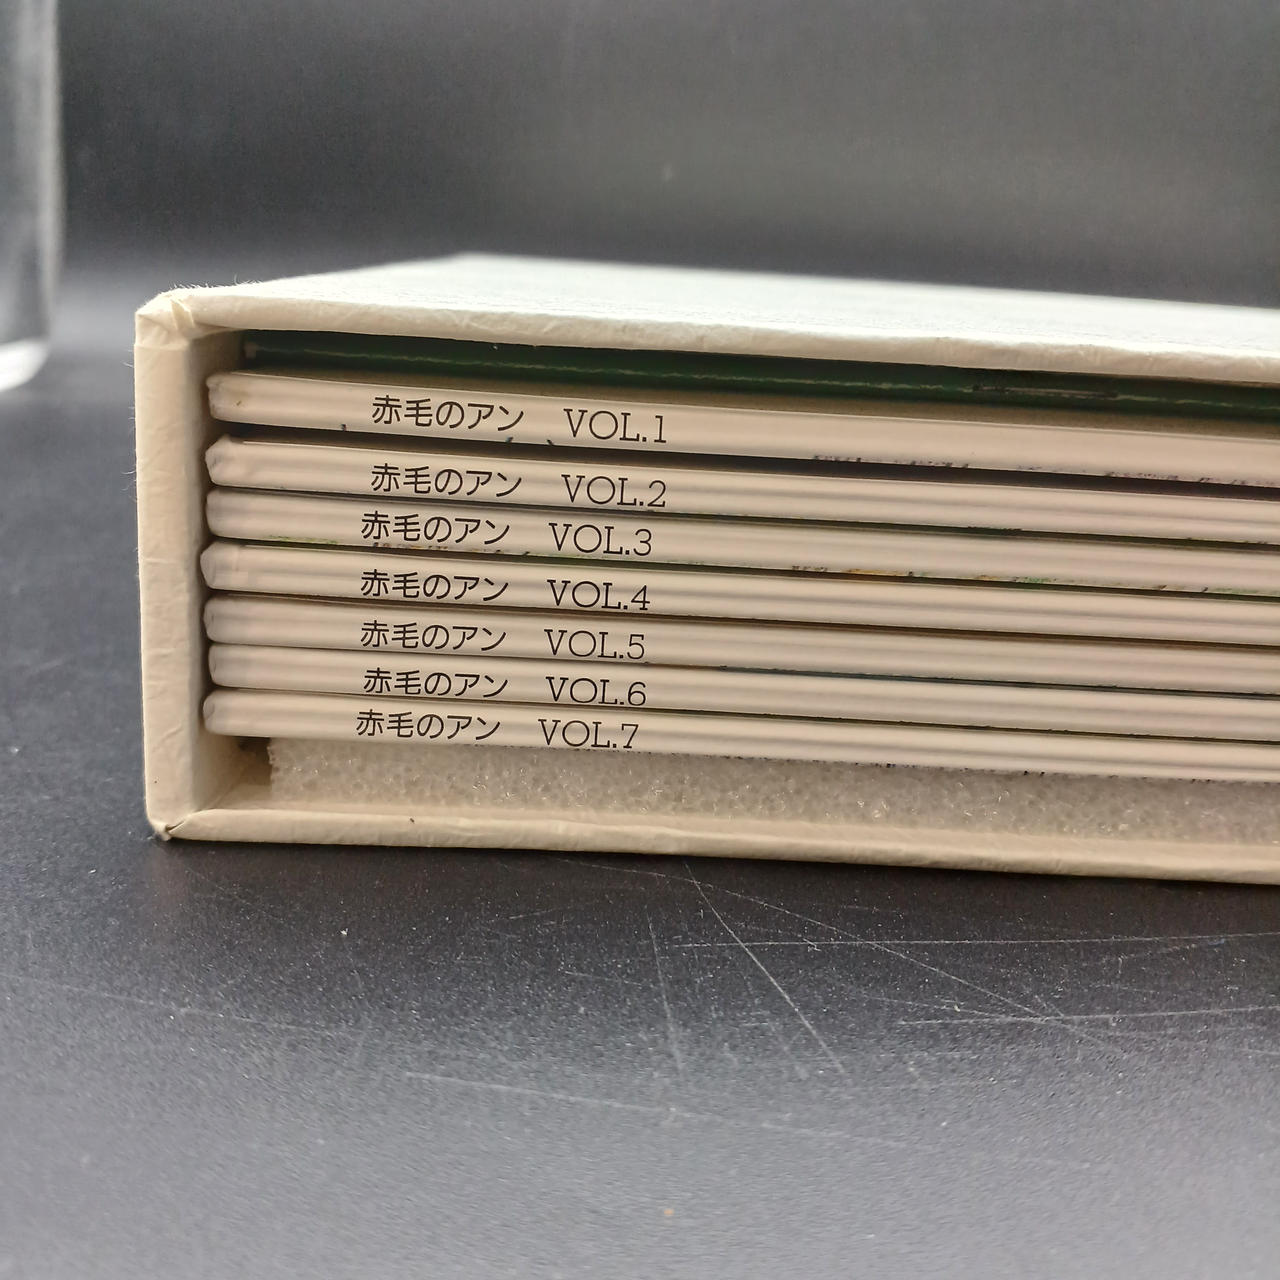 赤毛のアン VOL.1
赤毛のアン VOL.2
赤毛のアン VOL.3
赤毛のアン VOL.4
赤毛のアン VOL.5
赤毛のアン VOL.6
赤毛のアン VOL.7